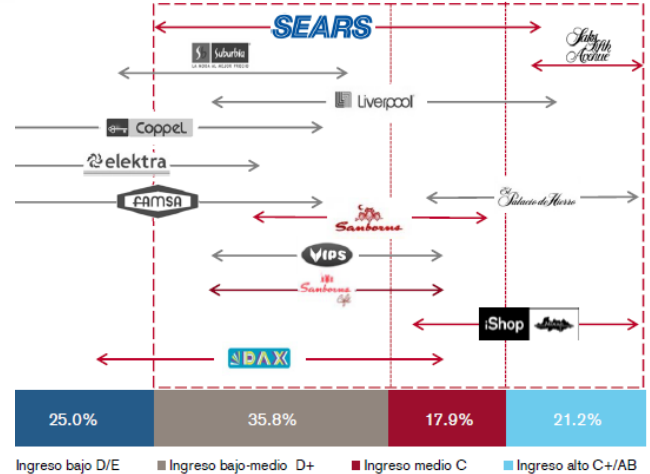 SEARS
Saks
Fifth
Avenue
Suburbia
LA MODA AL MEJOR PRECIO
Liverpool
Coppel
elektra
FAMSA
El
Palacio de Hierro
Sanborns
VIPS
Sanborns
Café
iShop
DAX
25.0%
35.8%
17.9%
21.2%
Ingreso bajo D/E
Ingreso bajo-medio D+
Ingreso medio C
Ingreso alto C+/AB